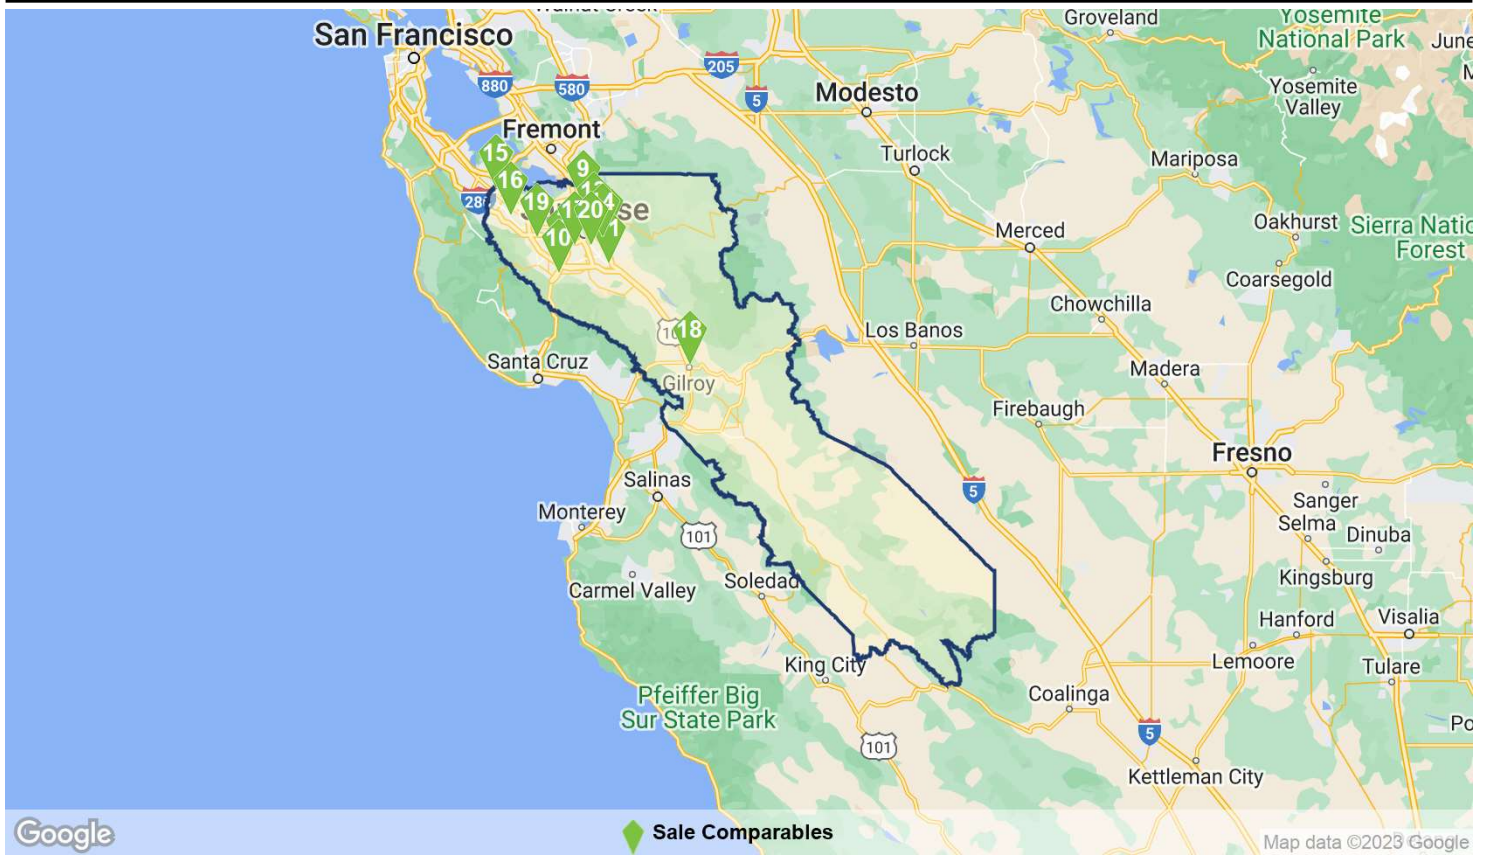 Groveland
Yosemite
National Park
San Francisco
205
880
580
5
Modesto
Yosemite
Valley
Fremont
15
9
Turlock
Mariposa
16
19
20
4
1
10
Oakhurst
Merced
Sierra
Forest
Coarsegold
Chowchilla
18
Los Banos
Santa Cruz
Gilroy
Madera
Firebaugh
Fresno
Salinas
5
Sanger
Monterey
101
Selma
Dinuba
Kingsburg
Carmel Valley
Soledad
Hanford
Visalia
King City
Lemoore
Tulare
Pfeiffer Big
Sur State Park
Coalinga
5
101
Kettleman City
Google
Sale Comparables
Map data ©2023 Google